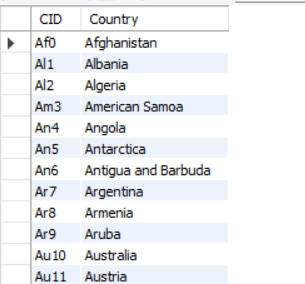 CID Country
Af0 Afghanistan
Al1 Albania
Al2 Algeria
Am3 American Samoa
An4 Angola
An5 Antarctica
An6 Antigua and Barbuda
Ar7 Argentina
Ar8 Armenia
Ar9 Aruba
Au10 Australia
Au11 Austria